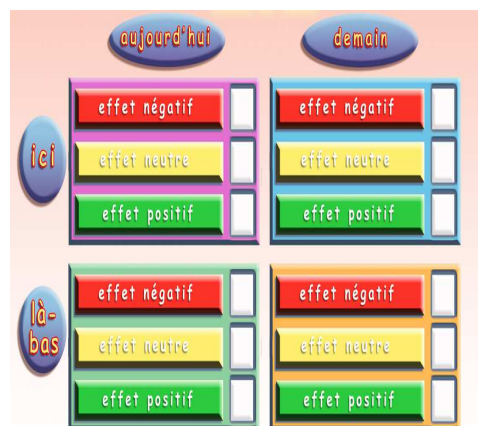 aujourd'hui demain
ici
effet négatif effet négatif
effet neutre effet neutre
effet positif effet positif
là-
bas
effet négatif effet négatif
effet neutre effet neutre
effet positif effet positif